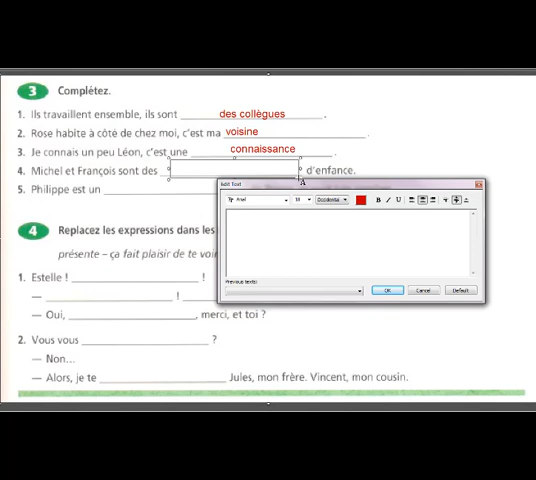 3 Complétez.
1. Ils travaillent ensemble, ils sont des collègues.
2. Rose habite à côté de chez moi, c'est ma voisine.
3. Je connais un peu Léon, c'est une connaissance.
4. Michel et François sont des d'enfance.
5. Philippe est un
Edit Text
Arial 18 Occidental B I U
Previous texts:
OK Cancel Default
4 Replacez les expressions dans les
présente – ça fait plaisir de te voir
1. Estelle ! !
— !
— Oui, , merci, et toi ?
2. Vous vous ?
— Non...
— Alors, je te Jules, mon frère. Vincent, mon cousin.